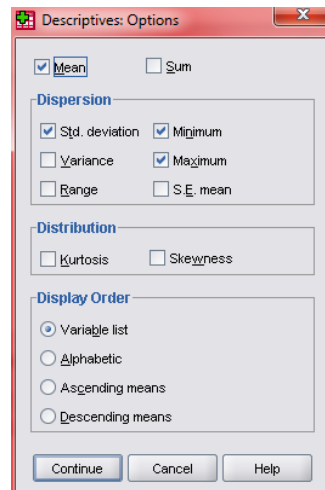 Descriptives: Options
Mean Sum
Dispersion
Std. deviation Minimum
Variance Maximum
Range S.E. mean
Distribution
Kurtosis Skewness
Display Order
Variable list
Alphabetic
Ascending means
Descending means
Continue Cancel Help